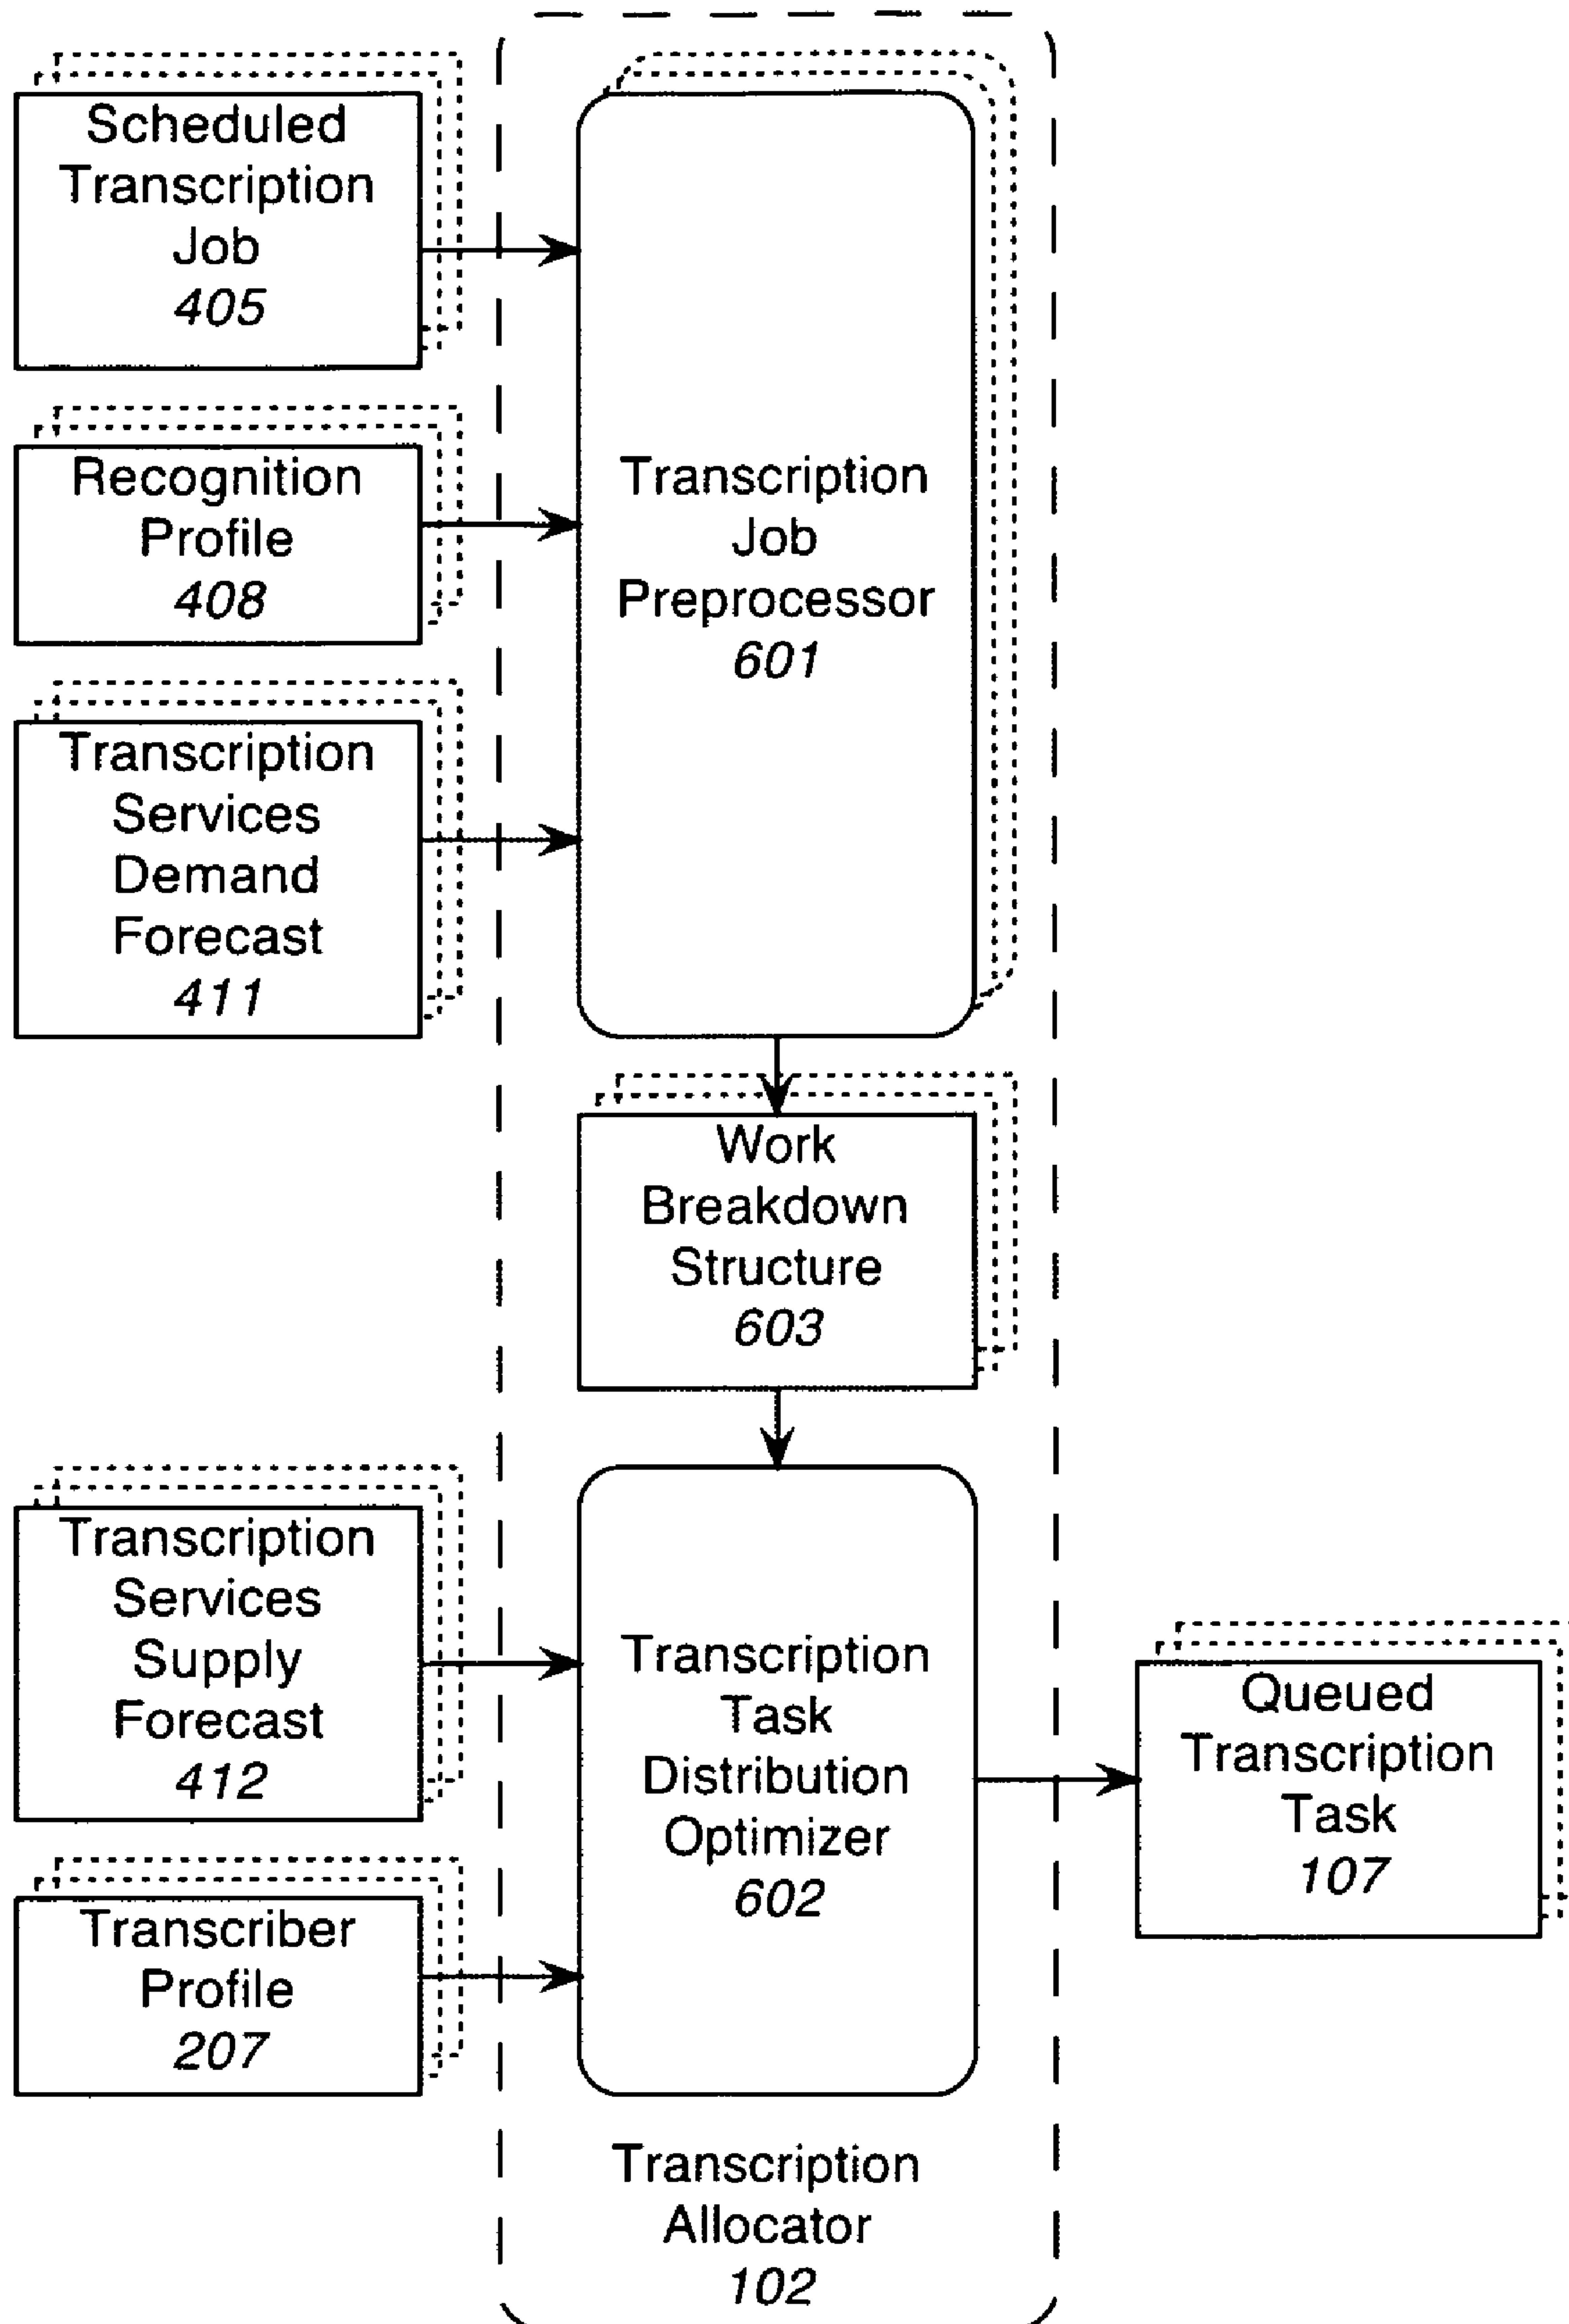 Scheduled
Transcription
Job
405
Recognition
Profile
408
Transcription
Services
Demand
Forecast
411
Transcription
Job
Preprocessor
601
Work
Breakdown
Structure
603
Transcription
Services
Supply
Forecast
412
Transcriber
Profile
207
Transcription
Task
Distribution
Optimizer
602
Queued
Transcription
Task
107
Transcription
Allocator
102